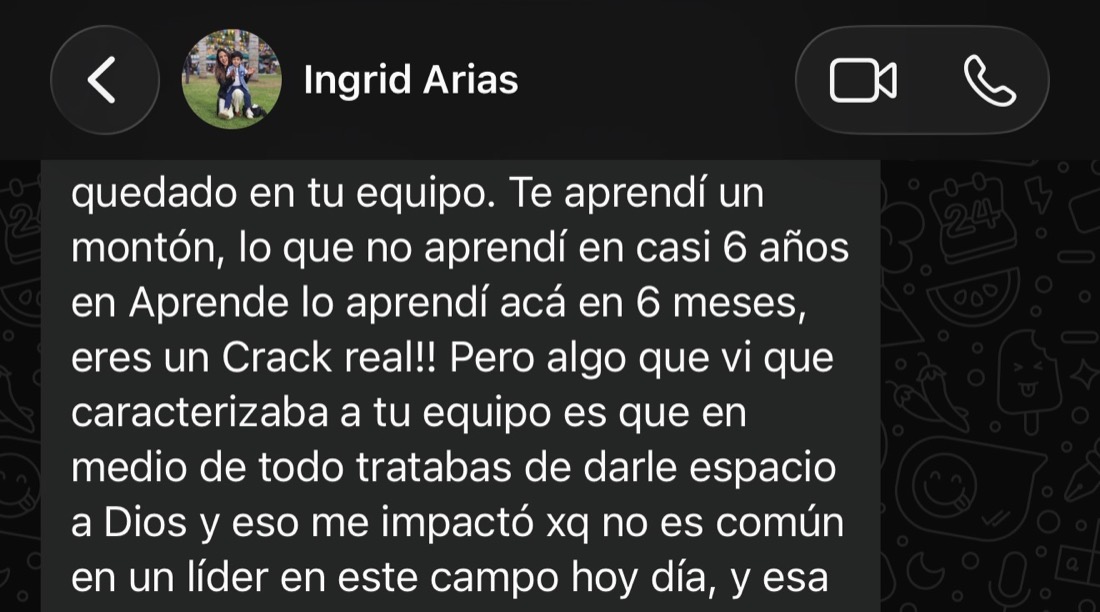 Ingrid Arias
quedado en tu equipo. Te aprendí un
montón, lo que no aprendí en casi 6 años
en Aprende lo aprendí acá en 6 meses,
eres un Crack real!! Pero algo que vi que
caracterizaba a tu equipo es que en
medio de todo tratabas de darle espacio
a Dios y eso me impactó xq no es común
en un líder en este campo hoy día, y esa